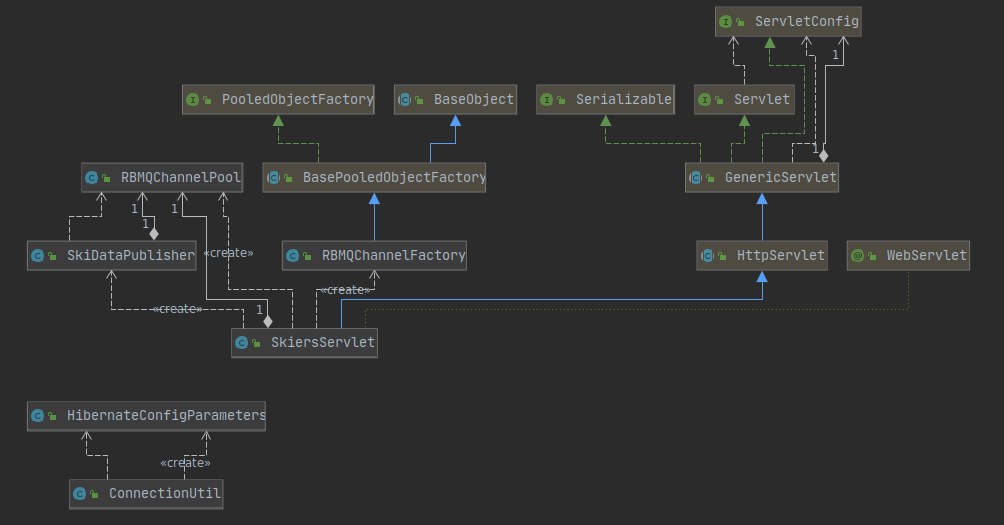 ServletConfig
1
PooledObjectFactory
BaseObject
Serializable
Servlet
1
RBMQChannelPool
BasePooledObjectFactory
GenericServlet
1
1
1
SkiDataPublisher
«create»
RBMQChannelFactory
HttpServlet
WebServlet
«create»
«create»
1
SkiersServlet
HibernateConfigParameters
«create»
ConnectionUtil